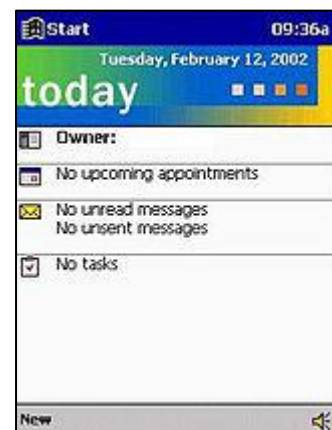 Start 09:36a
Tuesday, February 12, 2002
today
Owner:
No upcoming appointments
No unread messages
No unsent messages
No tasks
New